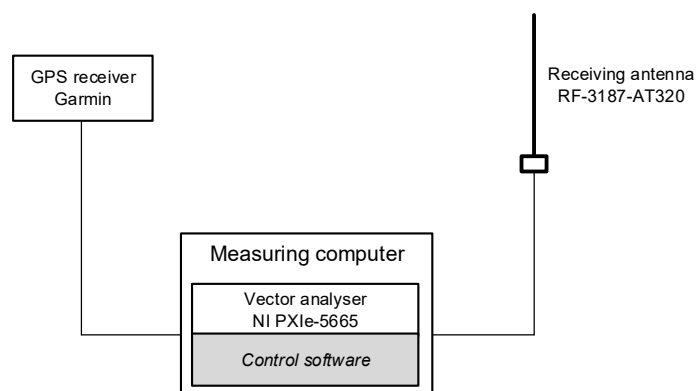 GPS receiver
Garmin
Receiving antenna
RF-3187-AT320
Measuring computer
Vector analyser
NI PXIe-5665
Control software